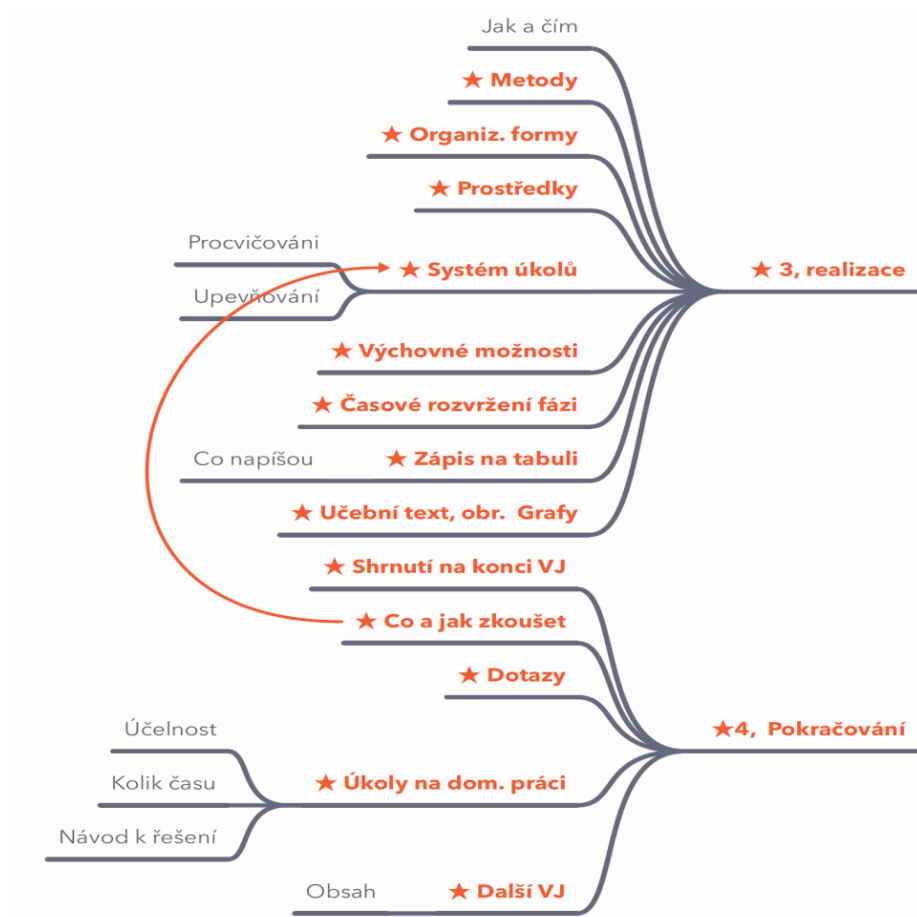 Jak a čím
★ Metody
★ Organiz. formy
★ Prostředky
Procvičováni
★ Systém úkolů
★ 3, realizace
Upevňování
★ Výchovné možnosti
★ Časové rozvržení fázi
Co napíšou
★ Zápis na tabuli
★ Učební text, obr. Grafy
★ Shrnutí na konci VJ
★ Co a jak zkoušet
★ Dotazy
Účelnost
★4, Pokračování
Kolik času
★ Úkoly na dom. práci
Návod k řešení
Obsah
★ Další VJ